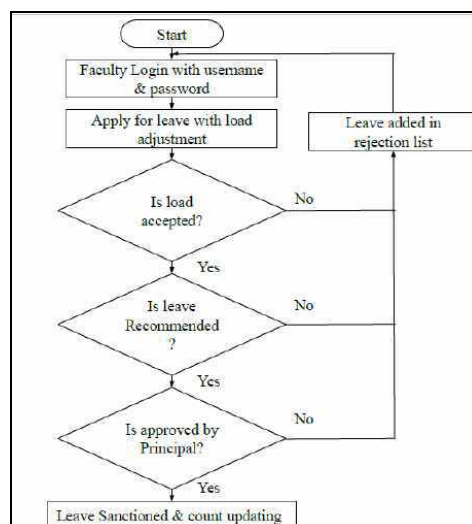 Start
Faculty Login with username
& password
Apply for leave with load
adjustment
Leave added in
rejection list
Is load
accepted?
No
Yes
Is leave
Recommended
?
No
Yes
Is approved by
Principal?
No
Yes
Leave Sanctioned & count updating